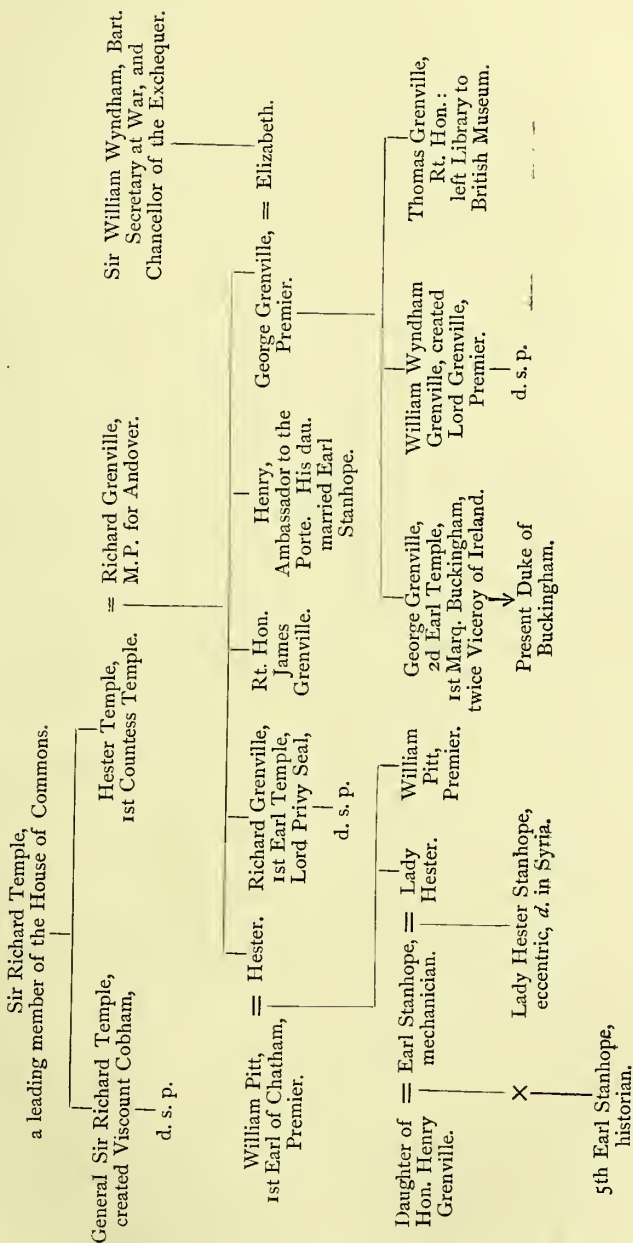 Sir Richard Temple,
a leading member of the House of Commons.
General Sir Richard Temple,
created Viscount Cobham,
d. s. p.
Hester Temple,
1st Countess Temple.
= Richard Grenville,
M.P. for Andover.
Sir William Wyndham, Bart.
Secretary at War, and
Chancellor of the Exchequer.
William Pitt,
1st Earl of Chatham,
Premier.
= Hester.
Richard Grenville,
1st Earl Temple,
Lord Privy Seal,
d. s. p.
Rt. Hon.
James
Grenville.
Henry,
Ambassador to the
Porte. His dau.
married Earl
Stanhope.
George Grenville,
Premier.
= Elizabeth.
Daughter of
Hon. Henry
Grenville.
= Earl Stanhope,
mechanician.
= Lady
Hester.
William
Pitt,
Premier.
George Grenville,
2d Earl Temple,
1st Marq. Buckingham,
twice Viceroy of Ireland.
William Wyndham
Grenville, created
Lord Grenville,
Premier.
d. s. p.
Thomas Grenville,
Rt. Hon.:
left Library to
British Museum.
×
Lady Hester Stanhope,
eccentric, d. in Syria.
Present Duke of
Buckingham.
5th Earl Stanhope,
historian.